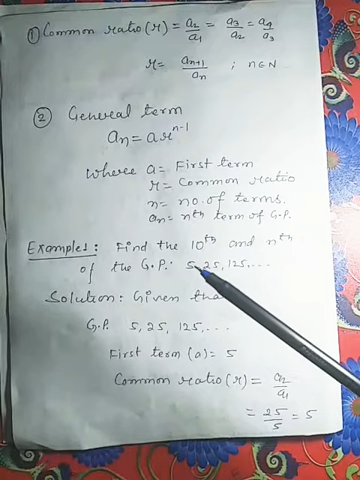 ① Common ratio (r) = a₂/a₁ = a₃/a₂ = a₄/a₃
r = aₙ₊₁/aₙ ; n∈N
② General term
aₙ = arⁿ⁻¹
where a = First term
r = Common ratio
n = no. of terms.
aₙ = nᵗʰ term of G.P.
Examples: Find the 10ᵗʰ and nᵗʰ
of the G.P. 5, 25, 125, ...
Solution: Given
G.P. 5, 25, 125, ...
First term (a) = 5
Common ratio (r) = a₂/a₁
= 25/5 = 5